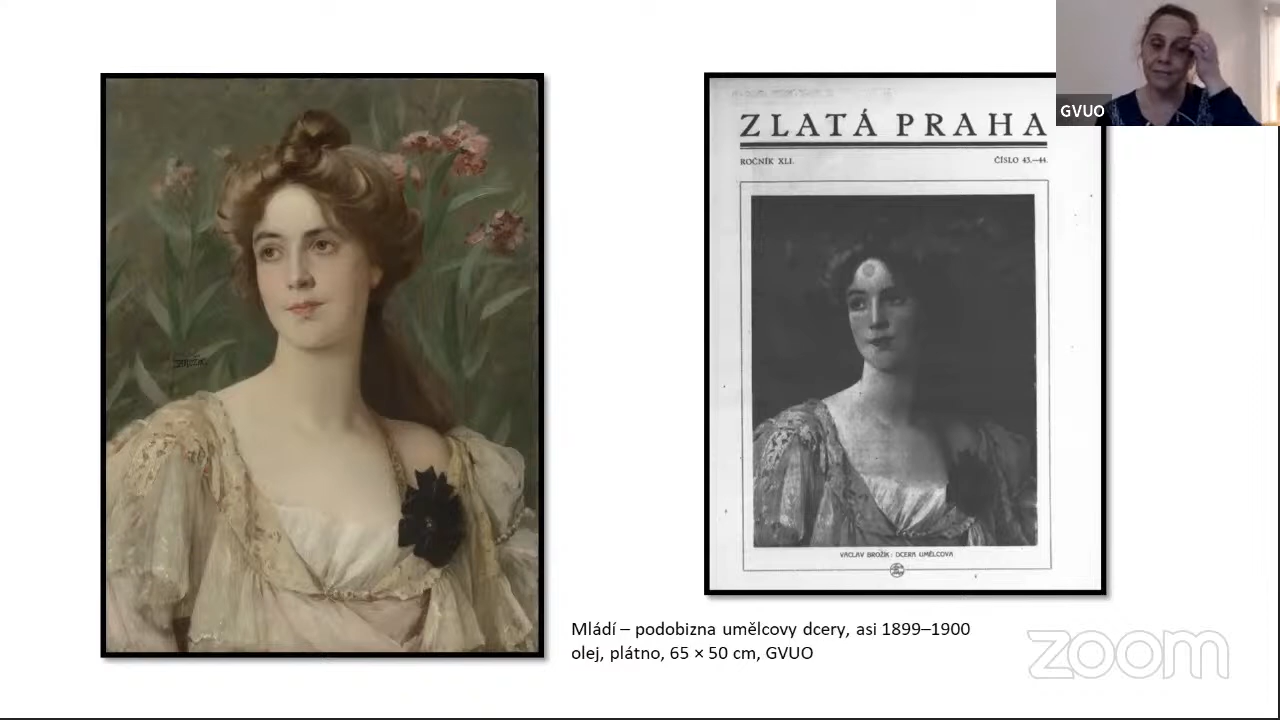 ZLATÁ PRAHA
ROČNÍK XLI.
ČÍSLO 43.–44.
VÁCLAV BROŽÍK: DCERA UMĚLCOVA
GVUO
Mládí – podobizna umělcovy dcery, asi 1899–1900
olej, plátno, 65 × 50 cm, GVUO
zoom